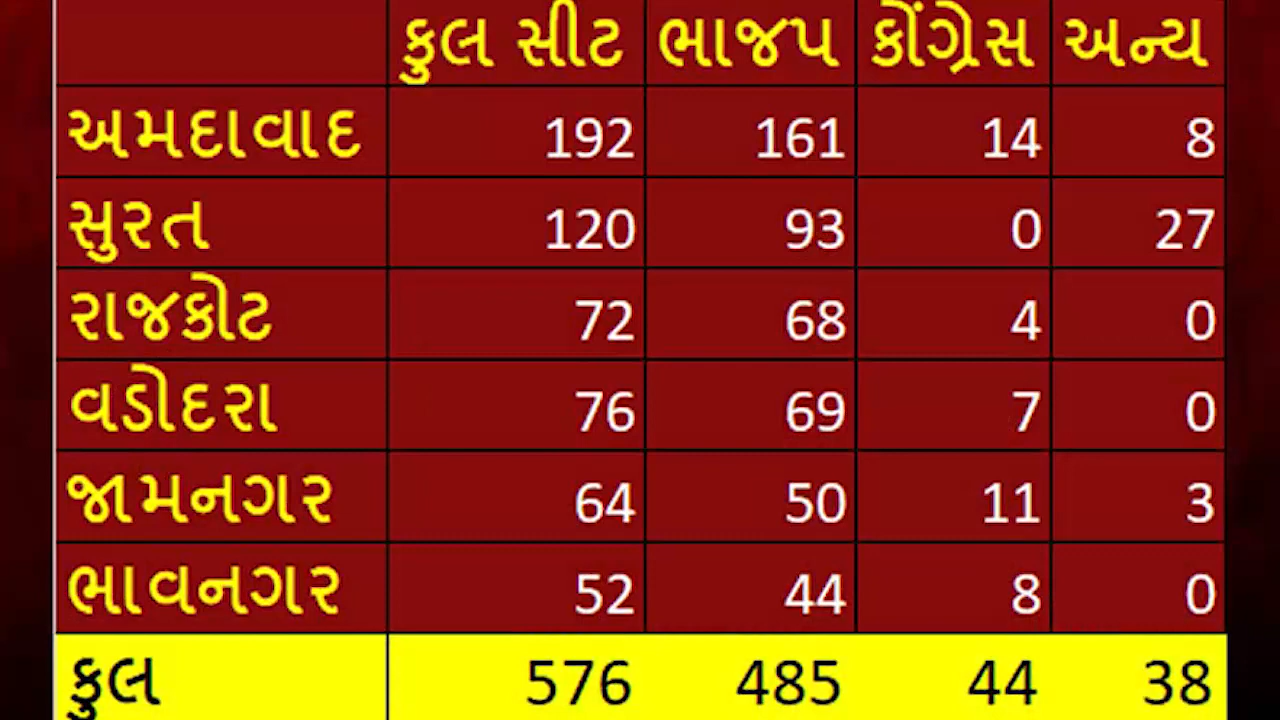 કુલ સીટ ભાજપ કોંગ્રેસ અન્ય
અમદાવાદ 192 161 14 8
સુરત 120 93 0 27
રાજકોટ 72 68 4 0
વડોદરા 76 69 7 0
જામનગર 64 50 11 3
ભાવનગર 52 44 8 0
કુલ 576 485 44 38